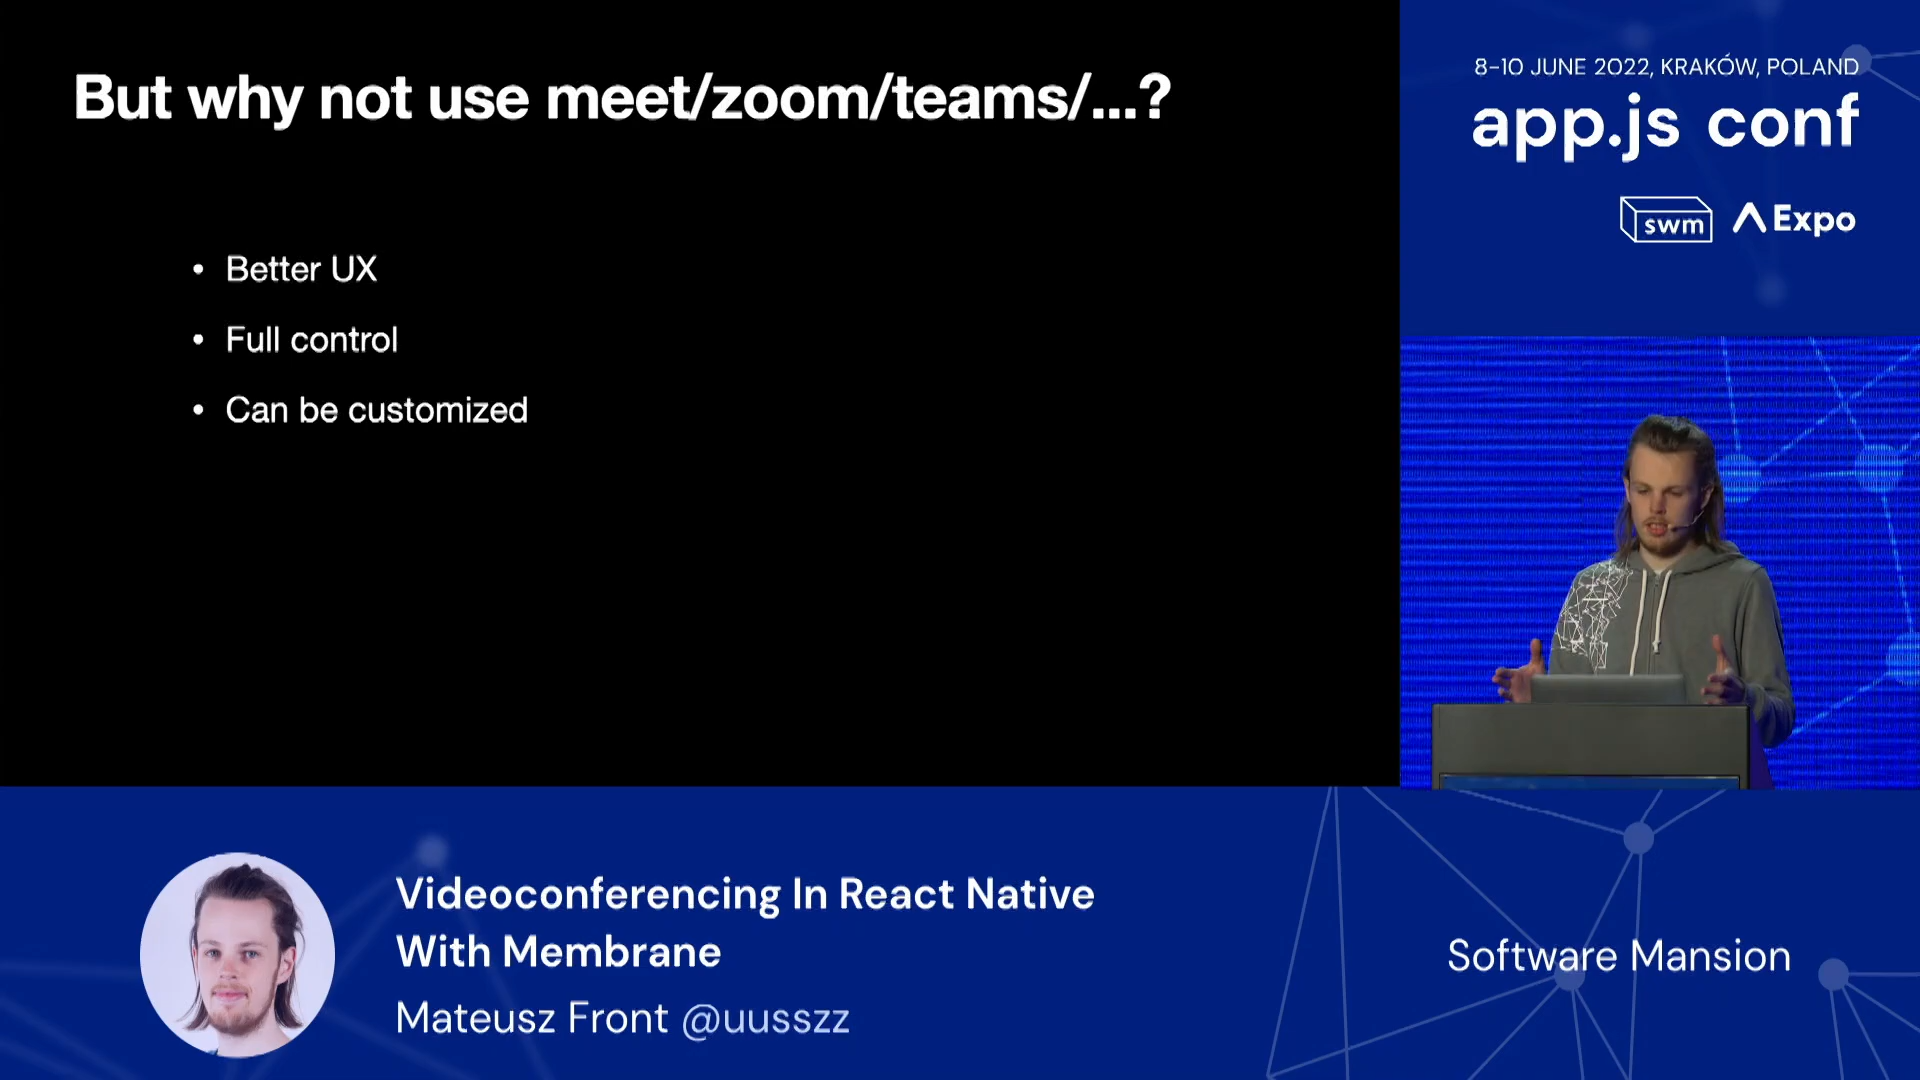 But why not use meet/zoom/teams/...?
• Better UX
• Full control
• Can be customized
8–10 JUNE 2022, KRAKÓW, POLAND
app.js conf
swm Expo
Videoconferencing In React Native
With Membrane
Mateusz Front @uusszz
Software Mansion